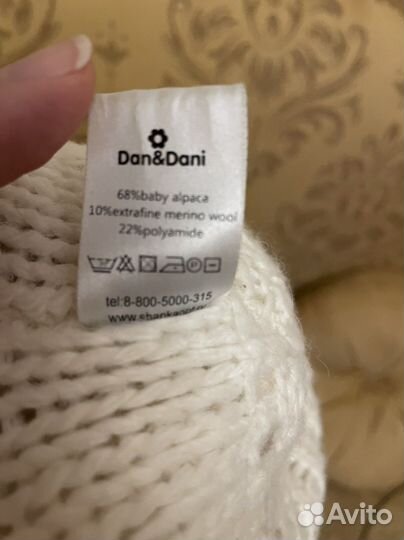 Dan&Dani
68%baby alpaca
10%extrafine merino wool
22%polyamide
tel:8-800-5000-315
Avito